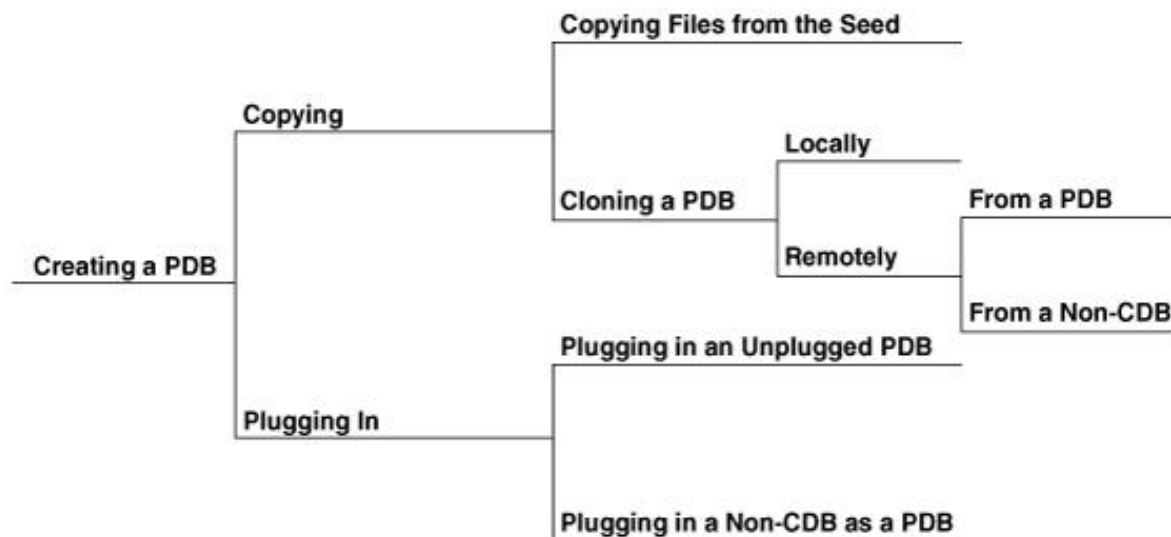 Copying Files from the Seed
Copying
Locally
Cloning a PDB
From a PDB
Remotely
Creating a PDB
From a Non-CDB
Plugging in an Unplugged PDB
Plugging In
Plugging in a Non-CDB as a PDB